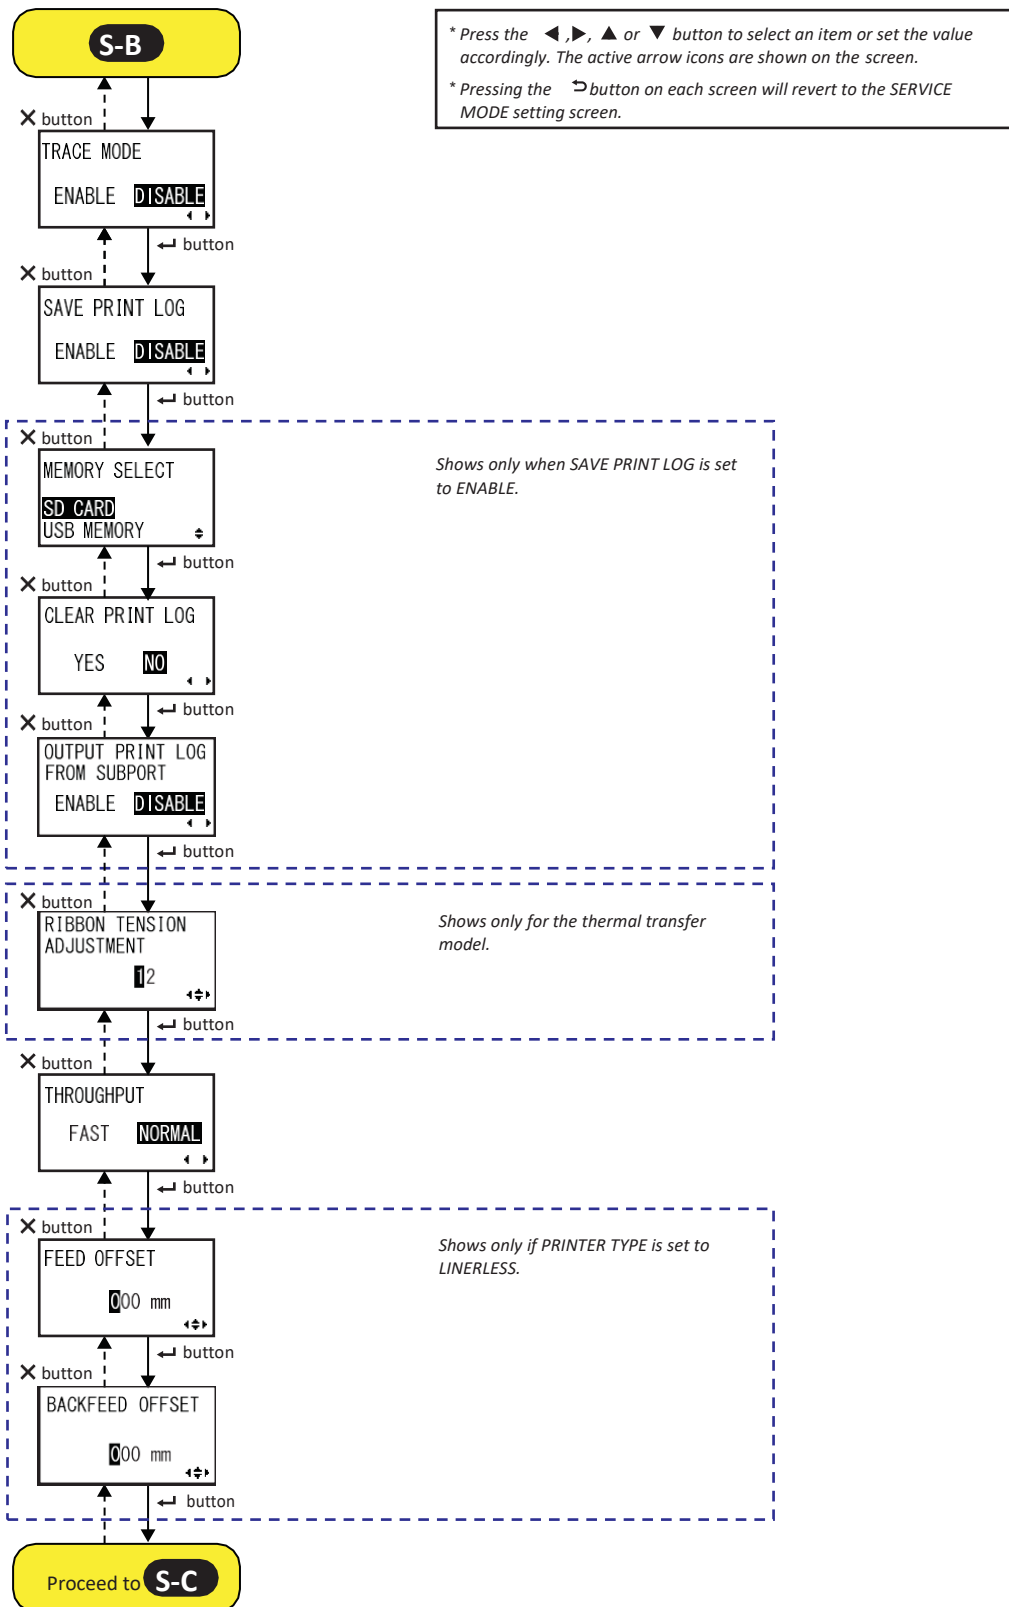 S-B
* Press the ◀ ,▶, ▲ or ▼ button to select an item or set the value
accordingly. The active arrow icons are shown on the screen.
* Pressing the ⮌ button on each screen will revert to the SERVICE
MODE setting screen.
✕ button
TRACE MODE
ENABLE DISABLE
↵ button
✕ button
SAVE PRINT LOG
ENABLE DISABLE
↵ button
✕ button
MEMORY SELECT
SD CARD
USB MEMORY
Shows only when SAVE PRINT LOG is set
to ENABLE.
↵ button
✕ button
CLEAR PRINT LOG
YES NO
↵ button
✕ button
OUTPUT PRINT LOG
FROM SUBPORT
ENABLE DISABLE
↵ button
✕ button
RIBBON TENSION
ADJUSTMENT
12
Shows only for the thermal transfer
model.
↵ button
✕ button
THROUGHPUT
FAST NORMAL
↵ button
✕ button
FEED OFFSET
000 mm
Shows only if PRINTER TYPE is set to
LINERLESS.
↵ button
✕ button
BACKFEED OFFSET
000 mm
↵ button
Proceed to S-C